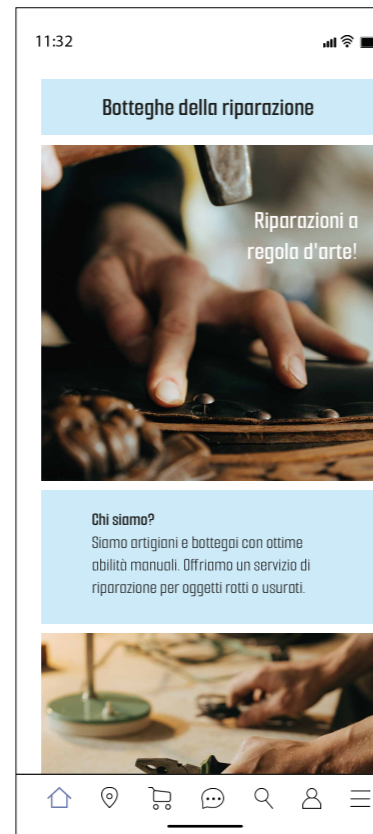 11:32
Botteghe della riparazione
Riparazioni a
regola d'arte!
Chi siamo?
Siamo artigiani e bottegai con ottime
abilità manuali. Offriamo un servizio di
riparazione per oggetti rotti o usurati.